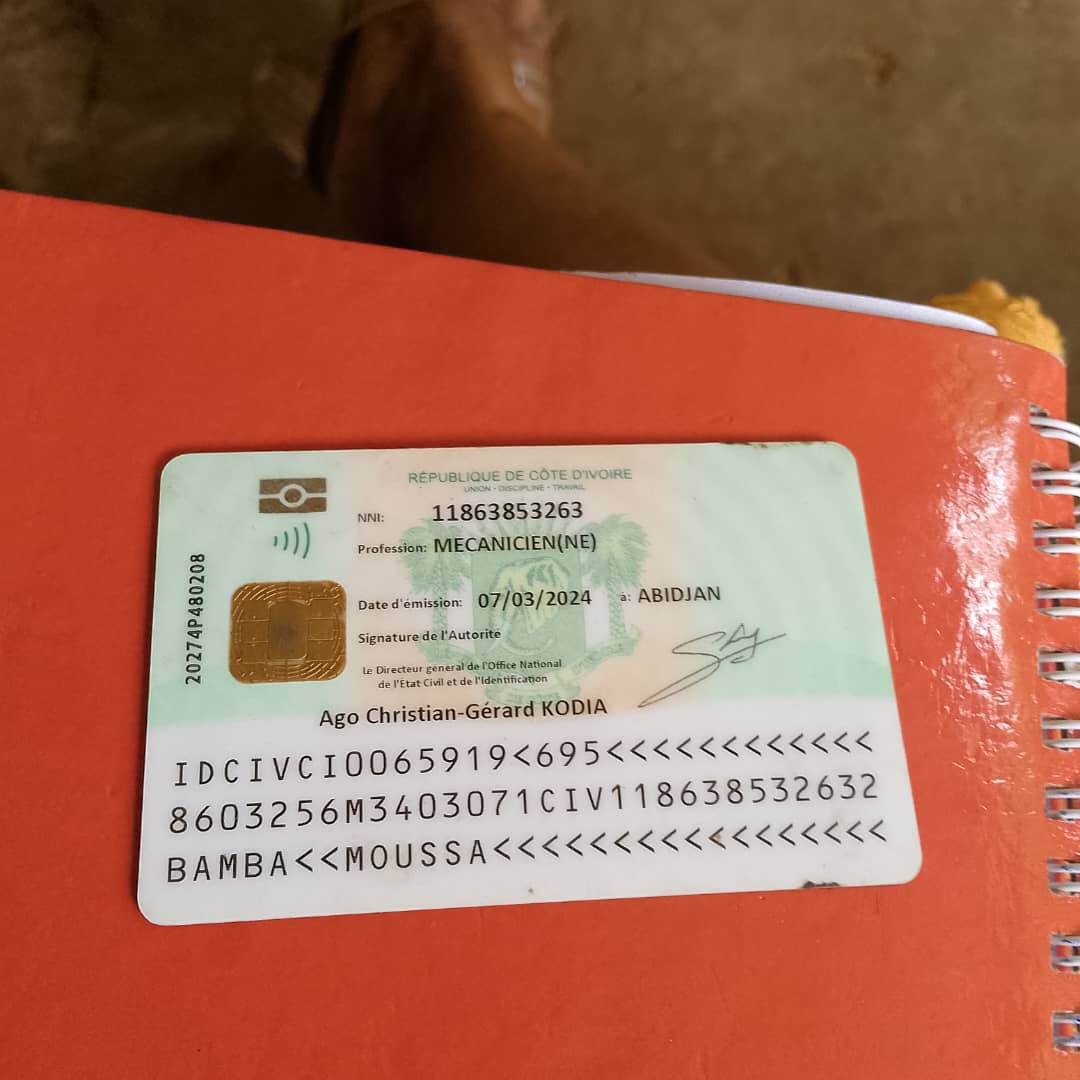 RÉPUBLIQUE DE CÔTE D'IVOIRE
UNION - DISCIPLINE - TRAVAIL
NNI: 11863853263
Profession: MECANICIEN(NE)
Date d'émission: 07/03/2024 à: ABIDJAN
Signature de l'Autorité
Le Directeur général de l'Office National
de l'Etat Civil et de l'Identification
Ago Christian-Gérard KODIA
20274P480208
IDCIVCI0065919<695<<<<<<<<<<<<
8603256M3403071CIV118638532632
BAMBA<<MOUSSA<<<<<<<<<<<<<<<<<